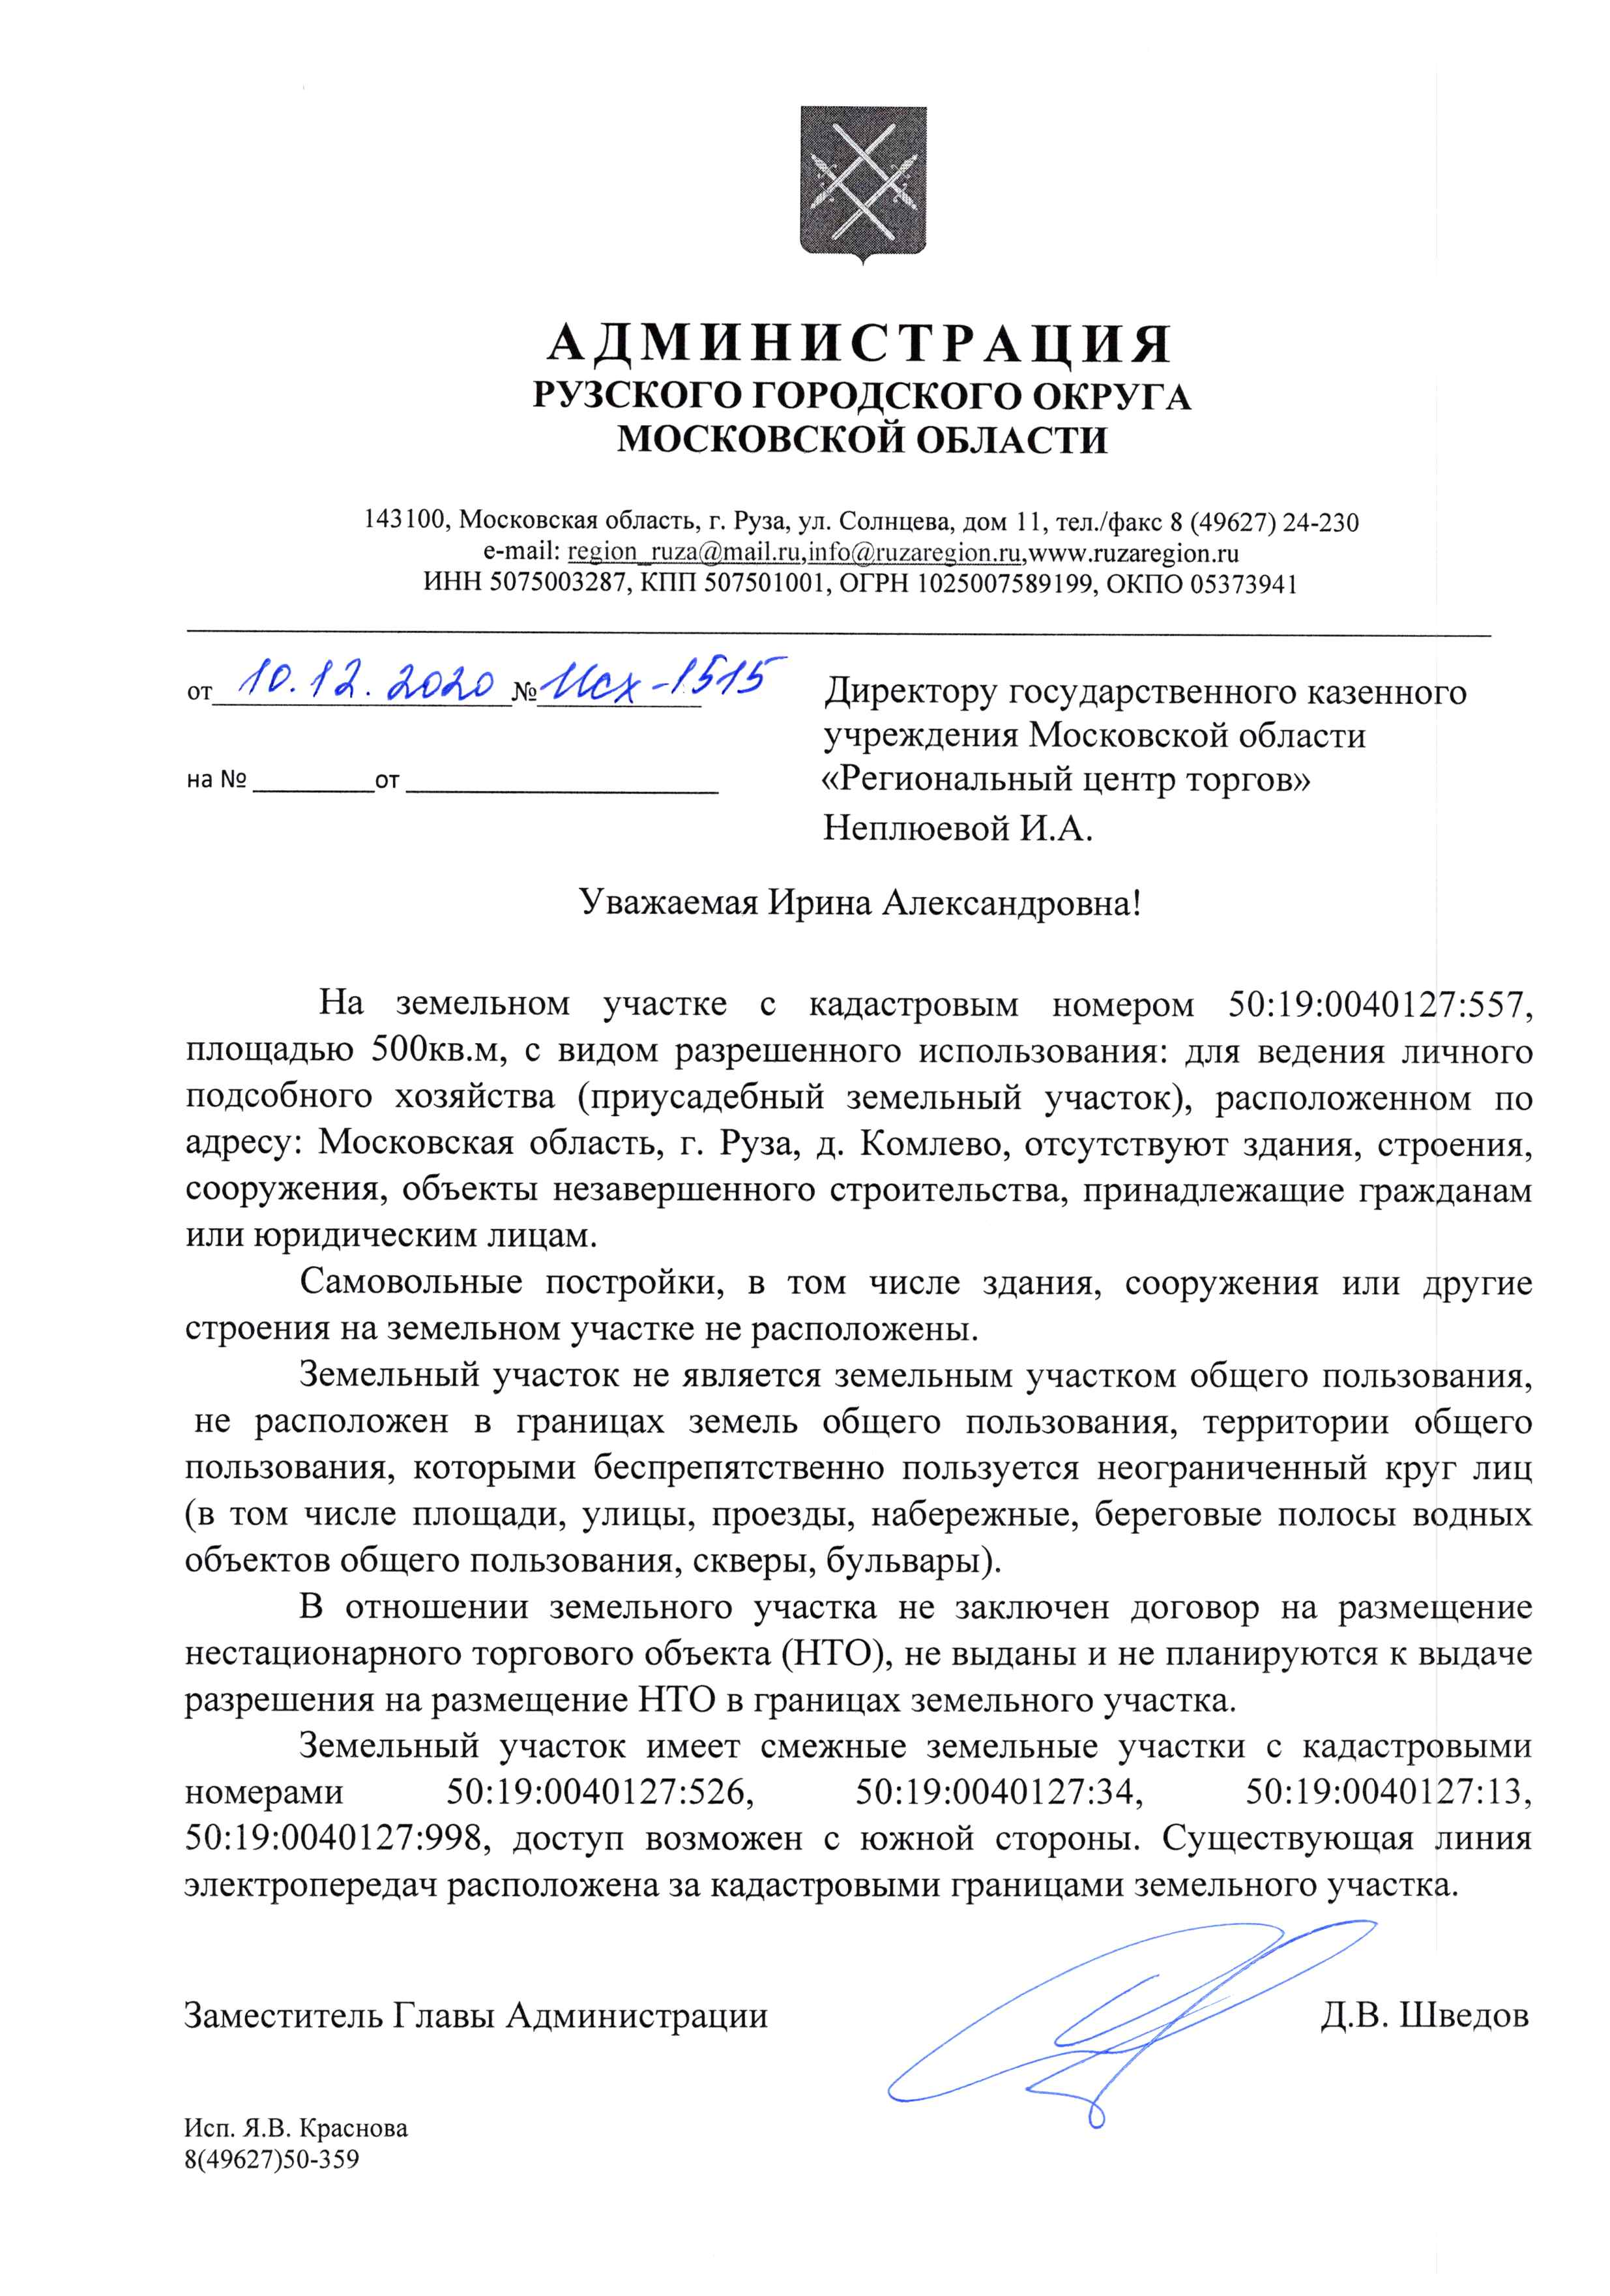 АДМИНИСТРАЦИЯ
РУЗСКОГО ГОРОДСКОГО ОКРУГА
МОСКОВСКОЙ ОБЛАСТИ
143100, Московская область, г. Руза, ул. Солнцева, дом 11, тел./факс 8 (49627) 24-230
e-mail: region_ruza@mail.ru,info@ruzaregion.ru,www.ruzaregion.ru
ИНН 5075003287, КПП 507501001, ОГРН 1025007589199, ОКПО 05373941
от 10.12.2020 № Исх-1515
на № ________от ____________________
Директору государственного казенного
учреждения Московской области
«Региональный центр торгов»
Неплюевой И.А.
Уважаемая Ирина Александровна!
На земельном участке с кадастровым номером 50:19:0040127:557,
площадью 500кв.м, с видом разрешенного использования: для ведения личного
подсобного хозяйства (приусадебный земельный участок), расположенном по
адресу: Московская область, г. Руза, д. Комлево, отсутствуют здания, строения,
сооружения, объекты незавершенного строительства, принадлежащие гражданам
или юридическим лицам.
Самовольные постройки, в том числе здания, сооружения или другие
строения на земельном участке не расположены.
Земельный участок не является земельным участком общего пользования,
не расположен в границах земель общего пользования, территории общего
пользования, которыми беспрепятственно пользуется неограниченный круг лиц
(в том числе площади, улицы, проезды, набережные, береговые полосы водных
объектов общего пользования, скверы, бульвары).
В отношении земельного участка не заключен договор на размещение
нестационарного торгового объекта (НТО), не выданы и не планируются к выдаче
разрешения на размещение НТО в границах земельного участка.
Земельный участок имеет смежные земельные участки с кадастровыми
номерами 50:19:0040127:526, 50:19:0040127:34, 50:19:0040127:13,
50:19:0040127:998, доступ возможен с южной стороны. Существующая линия
электропередач расположена за кадастровыми границами земельного участка.
Заместитель Главы Администрации Д.В. Шведов
Исп. Я.В. Краснова
8(49627)50-359